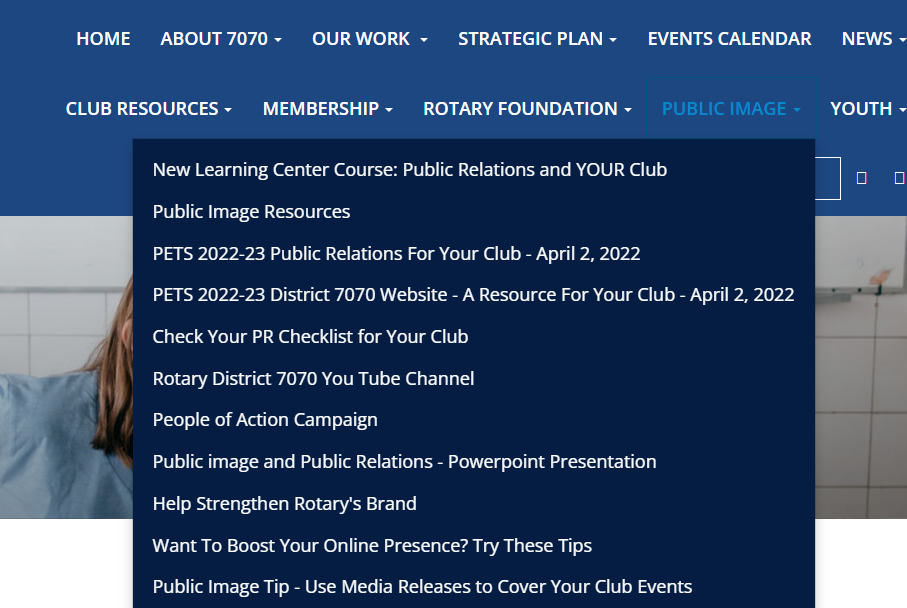 HOME ABOUT 7070 OUR WORK STRATEGIC PLAN EVENTS CALENDAR NEWS
CLUB RESOURCES MEMBERSHIP ROTARY FOUNDATION PUBLIC IMAGE YOUTH
New Learning Center Course: Public Relations and YOUR Club
Public Image Resources
PETS 2022-23 Public Relations For Your Club - April 2, 2022
PETS 2022-23 District 7070 Website - A Resource For Your Club - April 2, 2022
Check Your PR Checklist for Your Club
Rotary District 7070 You Tube Channel
People of Action Campaign
Public image and Public Relations - Powerpoint Presentation
Help Strengthen Rotary's Brand
Want To Boost Your Online Presence? Try These Tips
Public Image Tip - Use Media Releases to Cover Your Club Events